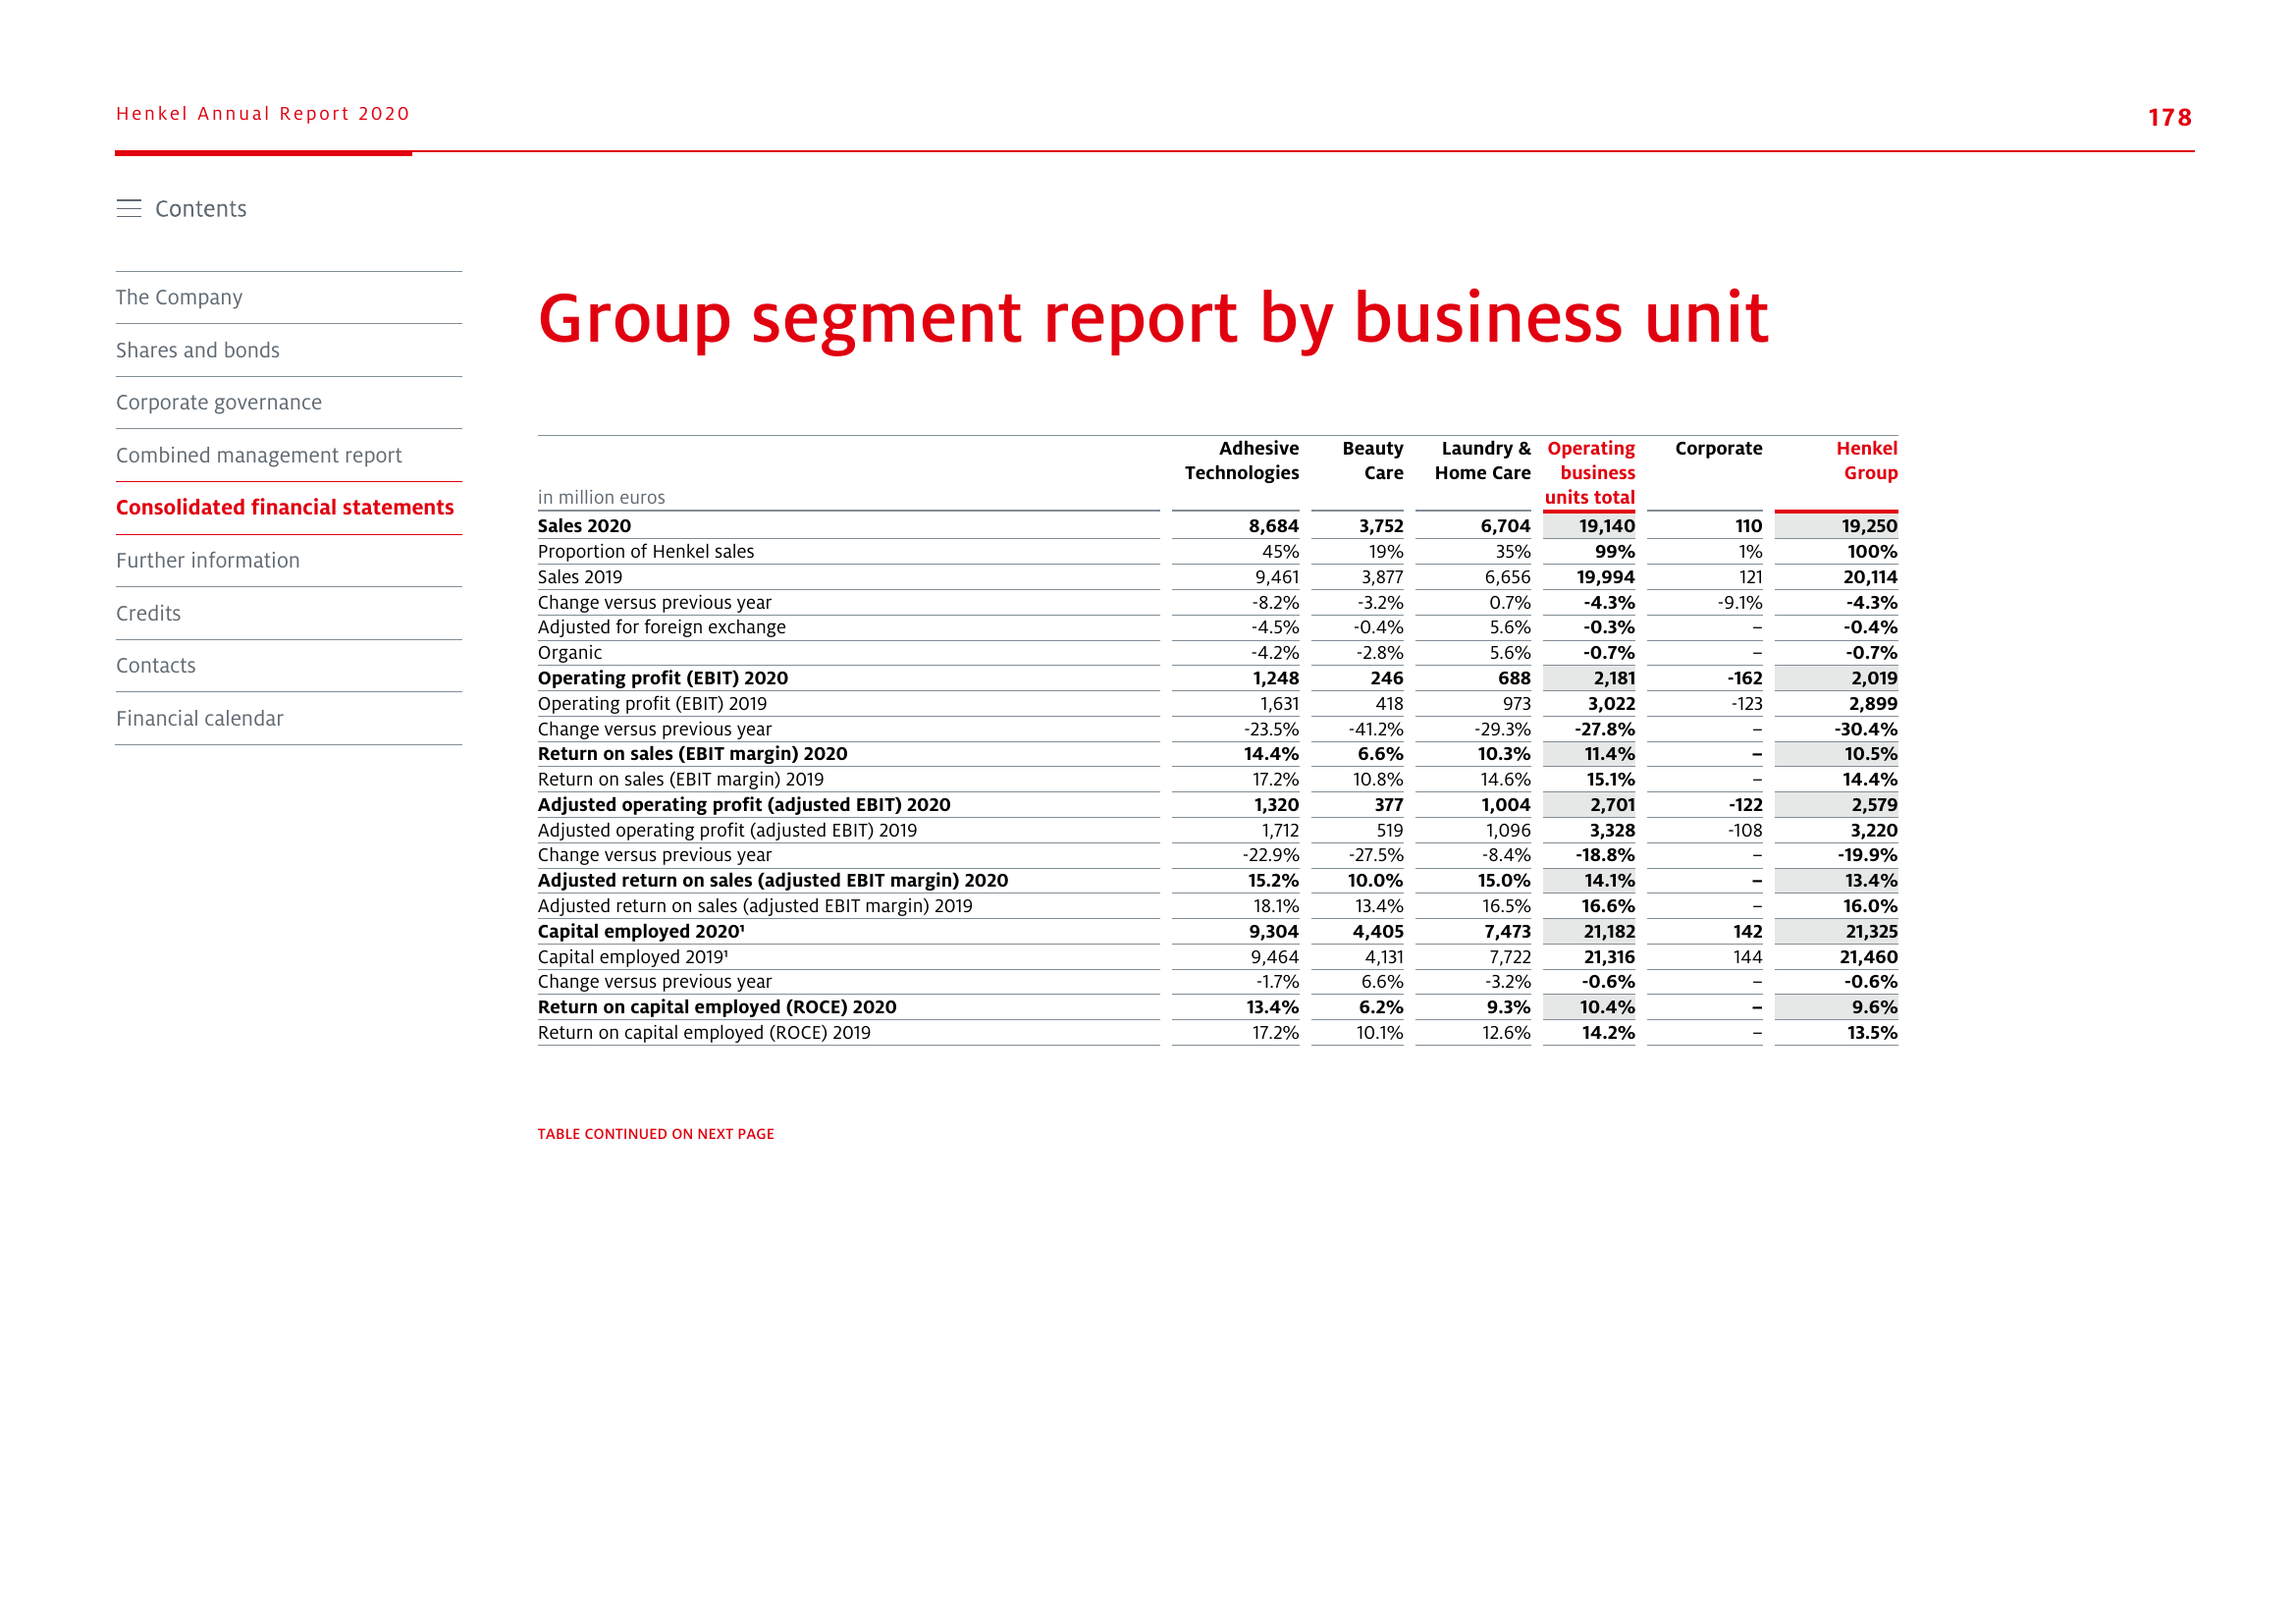 Henkel Annual Report 2020
178
Contents
The Company
Shares and bonds
Corporate governance
Combined management report
Consolidated financial statements
Further information
Credits
Contacts
Financial calendar
Group segment report by business unit
in million euros Adhesive Technologies Beauty Care Laundry & Home Care Operating business units total Corporate Henkel Group
Sales 2020 8,684 3,752 6,704 19,140 110 19,250
Proportion of Henkel sales 45% 19% 35% 99% 1% 100%
Sales 2019 9,461 3,877 6,656 19,994 121 20,114
Change versus previous year -8.2% -3.2% 0.7% -4.3% -9.1% -4.3%
Adjusted for foreign exchange -4.5% -0.4% 5.6% -0.3% – -0.4%
Organic -4.2% -2.8% 5.6% -0.7% – -0.7%
Operating profit (EBIT) 2020 1,248 246 688 2,181 -162 2,019
Operating profit (EBIT) 2019 1,631 418 973 3,022 -123 2,899
Change versus previous year -23.5% -41.2% -29.3% -27.8% – -30.4%
Return on sales (EBIT margin) 2020 14.4% 6.6% 10.3% 11.4% – 10.5%
Return on sales (EBIT margin) 2019 17.2% 10.8% 14.6% 15.1% – 14.4%
Adjusted operating profit (adjusted EBIT) 2020 1,320 377 1,004 2,701 -122 2,579
Adjusted operating profit (adjusted EBIT) 2019 1,712 519 1,096 3,328 -108 3,220
Change versus previous year -22.9% -27.5% -8.4% -18.8% – -19.9%
Adjusted return on sales (adjusted EBIT margin) 2020 15.2% 10.0% 15.0% 14.1% – 13.4%
Adjusted return on sales (adjusted EBIT margin) 2019 18.1% 13.4% 16.5% 16.6% – 16.0%
Capital employed 2020¹ 9,304 4,405 7,473 21,182 142 21,325
Capital employed 2019¹ 9,464 4,131 7,722 21,316 144 21,460
Change versus previous year -1.7% 6.6% -3.2% -0.6% – -0.6%
Return on capital employed (ROCE) 2020 13.4% 6.2% 9.3% 10.4% – 9.6%
Return on capital employed (ROCE) 2019 17.2% 10.1% 12.6% 14.2% – 13.5%
TABLE CONTINUED ON NEXT PAGE